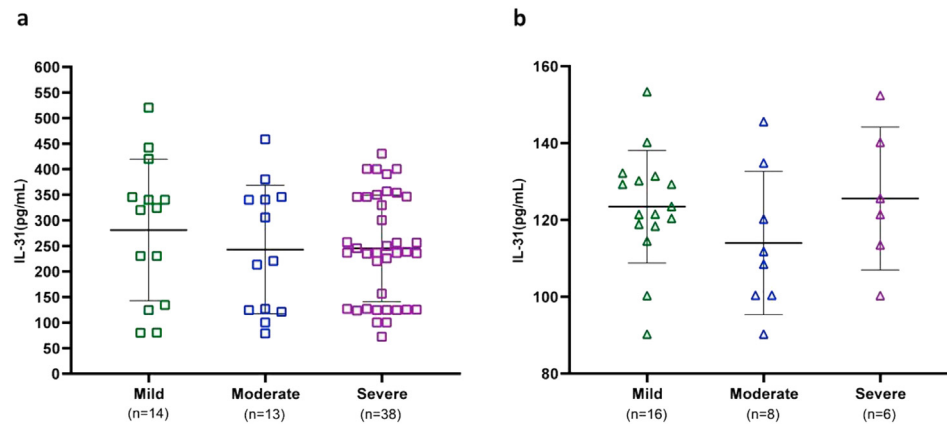 a
IL-31(pg/mL)
600
550
500
450
400
350
300
250
200
150
100
50
0
Mild
(n=14)
Moderate
(n=13)
Severe
(n=38)
b
IL-31(pg/mL)
160
140
120
100
80
Mild
(n=16)
Moderate
(n=8)
Severe
(n=6)